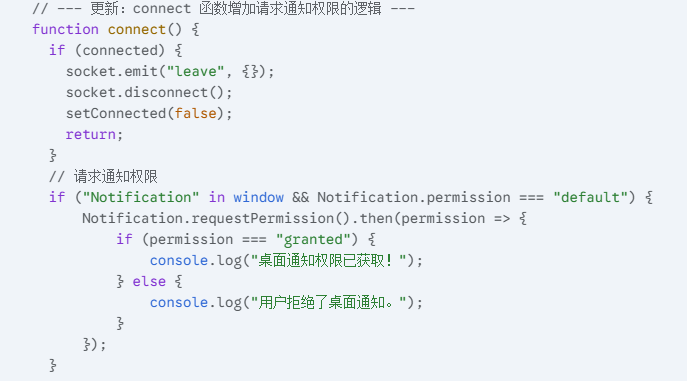 // --- 更新：connect 函数增加请求通知权限的逻辑 ---
function connect() {
  if (connected) {
    socket.emit("leave", {});
    socket.disconnect();
    setConnected(false);
    return;
  }
  // 请求通知权限
  if ("Notification" in window && Notification.permission === "default") {
      Notification.requestPermission().then(permission => {
          if (permission === "granted") {
              console.log("桌面通知权限已获取！");
          } else {
              console.log("用户拒绝了桌面通知。");
          }
      });
  }